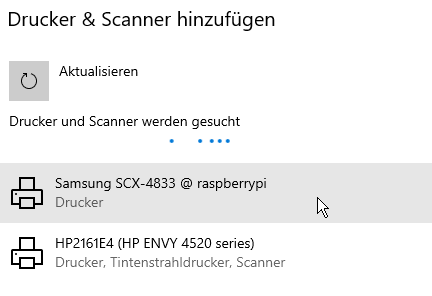 Drucker & Scanner hinzufügen
Aktualisieren
Drucker und Scanner werden gesucht
Samsung SCX-4833 @ raspberrypi
Drucker
HP2161E4 (HP ENVY 4520 series)
Drucker, Tintenstrahldrucker, Scanner